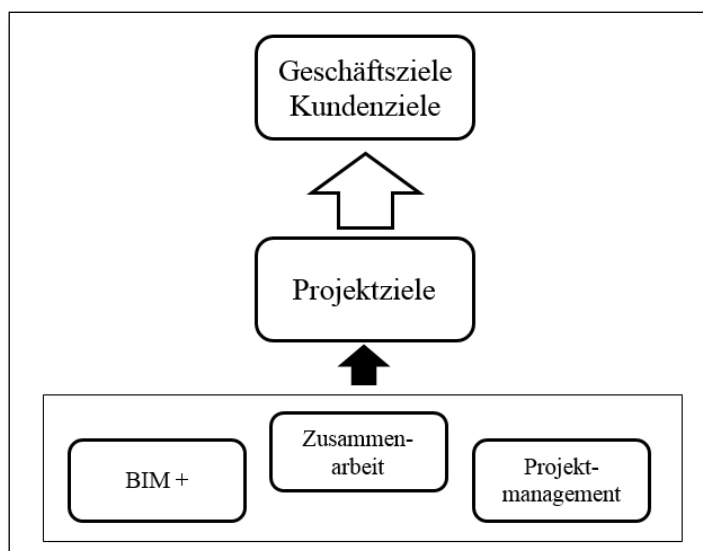 Geschäftsziele
Kundenziele
Projektziele
BIM +
Zusammen-
arbeit
Projekt-
management